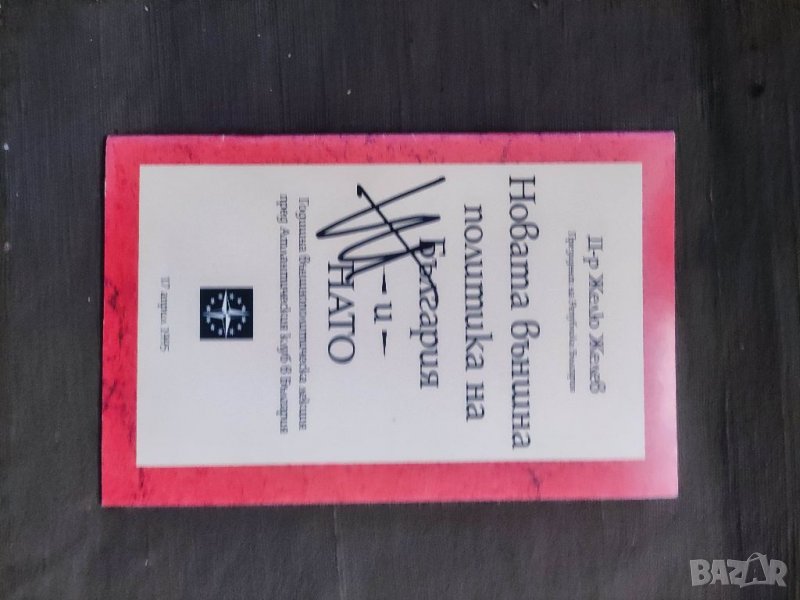 Д-р Желю Желев
Президент на Република България
Новата външна
политика на
България
- и -
НАТО
Годишна външнополитическа лекция
пред Атлантическия клуб в България
17 април 1995
BAZAR